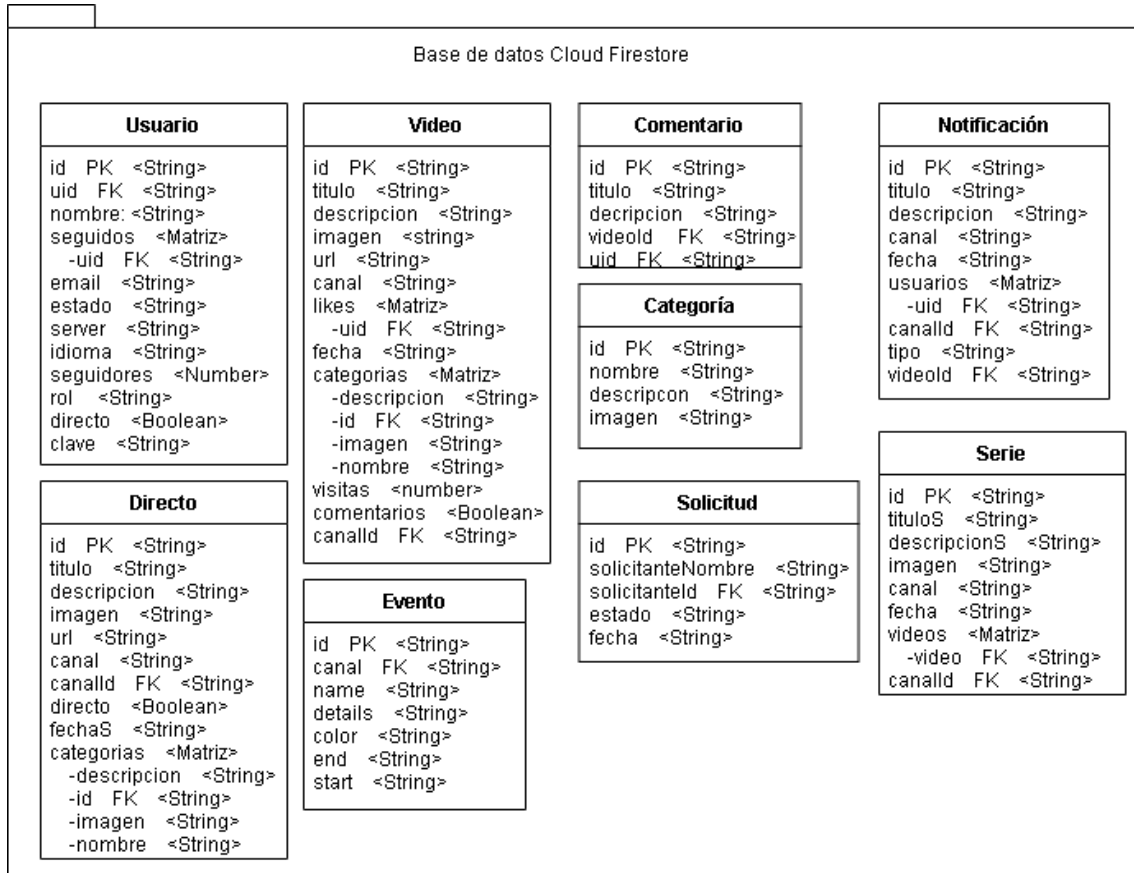 Base de datos Cloud Firestore
Usuario
id PK <String>
uid FK <String>
nombre: <String>
seguidos <Matriz>
-uid FK <String>
email <String>
estado <String>
server <String>
idioma <String>
seguidores <Number>
rol <String>
directo <Boolean>
clave <String>
Directo
id PK <String>
titulo <String>
descripcion <String>
imagen <String>
url <String>
canal <String>
canalId FK <String>
directo <Boolean>
fechaS <String>
categorias <Matriz>
-descripcion <String>
-id FK <String>
-imagen <String>
-nombre <String>
Video
id PK <String>
titulo <String>
descripcion <String>
imagen <string>
url <String>
canal <String>
likes <Matriz>
-uid FK <String>
fecha <String>
categorias <Matriz>
-descripcion <String>
-id FK <String>
-imagen <String>
-nombre <String>
visitas <number>
comentarios <Boolean>
canalId FK <String>
Evento
id PK <String>
canal FK <String>
name <String>
details <String>
color <String>
end <String>
start <String>
Comentario
id PK <String>
titulo <String>
decripcion <String>
videoId FK <String>
uid FK <String>
Categoría
id PK <String>
nombre <String>
descripcon <String>
imagen <String>
Solicitud
id PK <String>
solicitanteNombre <String>
solicitanteId FK <String>
estado <String>
fecha <String>
Notificación
id PK <String>
titulo <String>
descripcion <String>
canal <String>
fecha <String>
usuarios <Matriz>
-uid FK <String>
canalId FK <String>
tipo <String>
videoId FK <String>
Serie
id PK <String>
tituloS <String>
descripcionS <String>
imagen <String>
canal <String>
fecha <String>
videos <Matriz>
-video FK <String>
canalId FK <String>